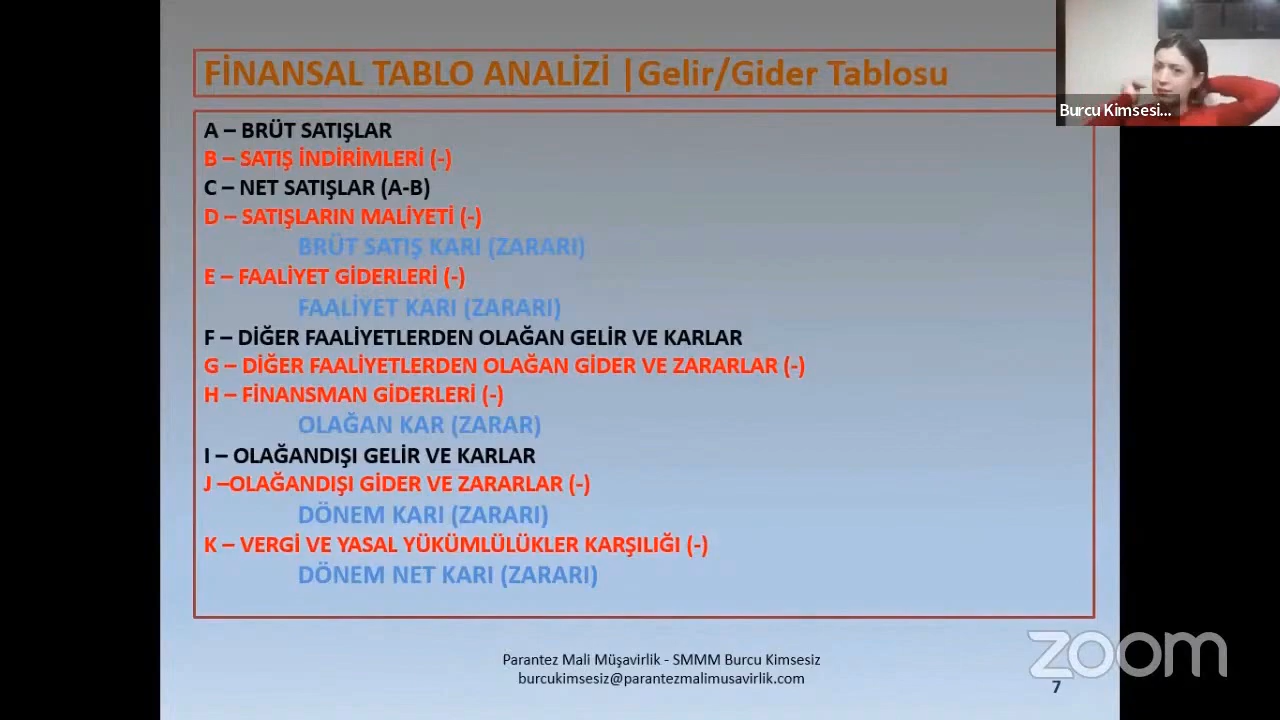 FİNANSAL TABLO ANALİZİ |Gelir/Gider Tablosu
Burcu Kimsesi...
A – BRÜT SATIŞLAR
B – SATIŞ İNDİRİMLERİ (-)
C – NET SATIŞLAR (A-B)
D – SATIŞLARIN MALİYETİ (-)
BRÜT SATIŞ KARI (ZARARI)
E – FAALİYET GİDERLERİ (-)
FAALİYET KARI (ZARARI)
F – DİĞER FAALİYETLERDEN OLAĞAN GELİR VE KARLAR
G – DİĞER FAALİYETLERDEN OLAĞAN GİDER VE ZARARLAR (-)
H – FİNANSMAN GİDERLERİ (-)
OLAĞAN KAR (ZARAR)
I – OLAĞANDIŞI GELİR VE KARLAR
J –OLAĞANDIŞI GİDER VE ZARARLAR (-)
DÖNEM KARI (ZARARI)
K – VERGİ VE YASAL YÜKÜMLÜLÜKLER KARŞILIĞI (-)
DÖNEM NET KARI (ZARARI)
Parantez Mali Müşavirlik - SMMM Burcu Kimsesiz
burcukimsesiz@parantezmalimusavirlik.com
zoom
7